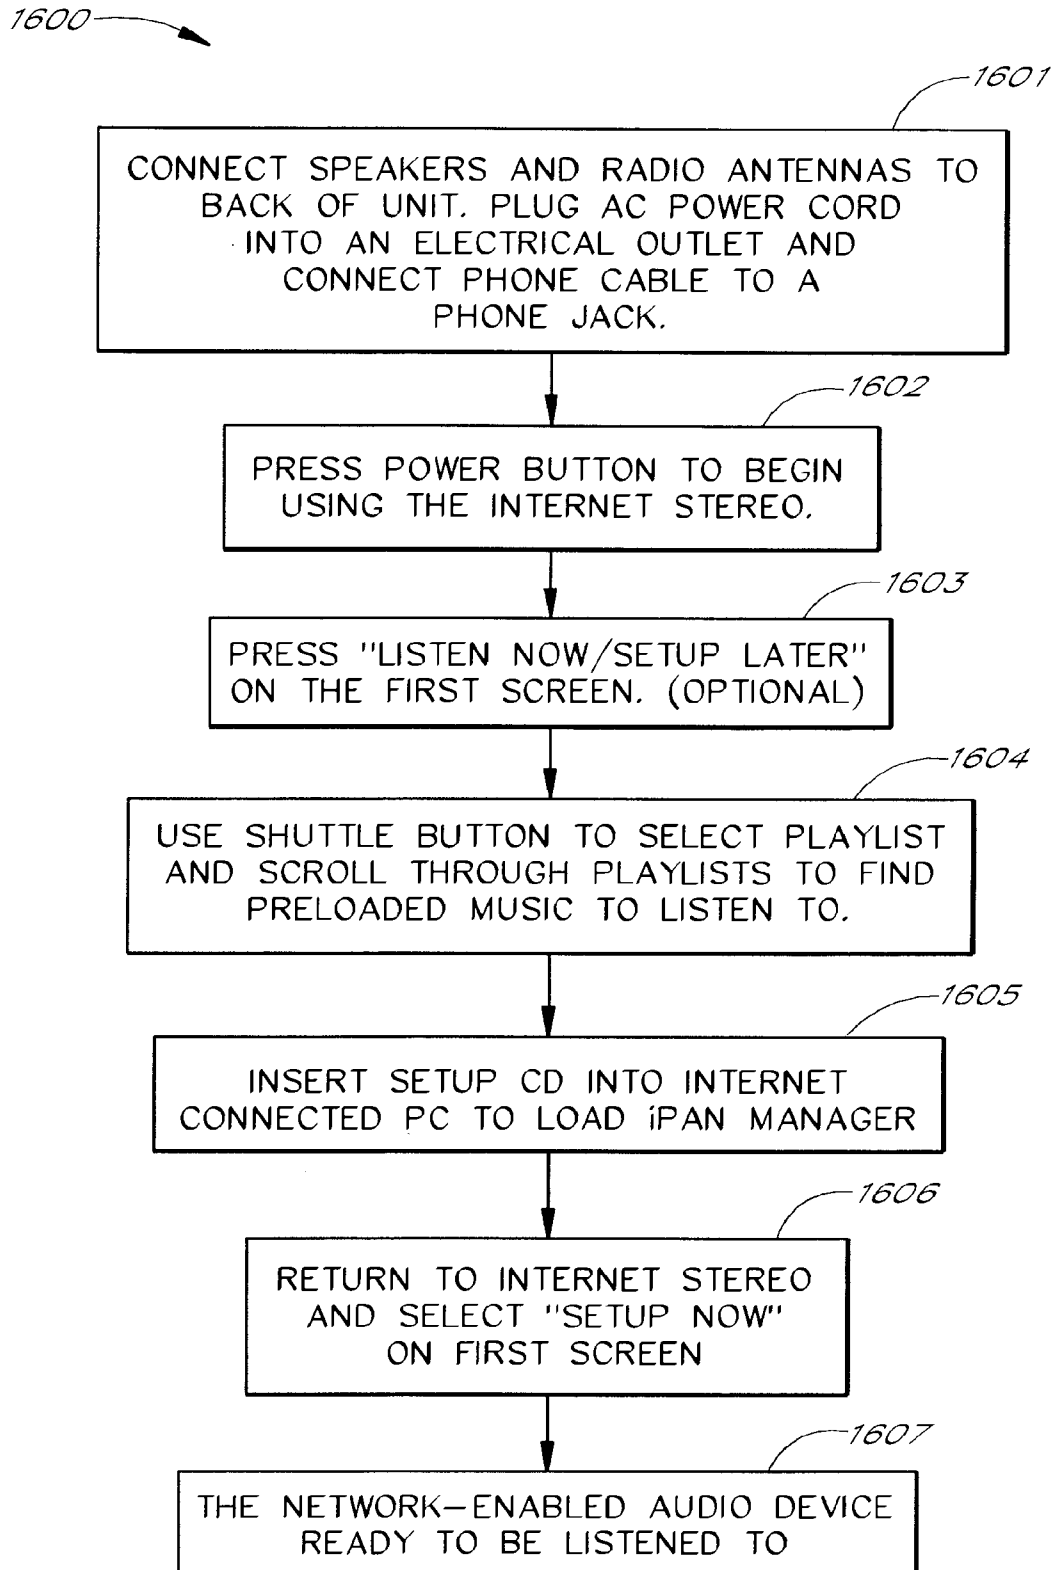 1600
1601
CONNECT SPEAKERS AND RADIO ANTENNAS TO
BACK OF UNIT. PLUG AC POWER CORD
INTO AN ELECTRICAL OUTLET AND
CONNECT PHONE CABLE TO A
PHONE JACK.
1602
PRESS POWER BUTTON TO BEGIN
USING THE INTERNET STEREO.
1603
PRESS "LISTEN NOW/SETUP LATER"
ON THE FIRST SCREEN. (OPTIONAL)
1604
USE SHUTTLE BUTTON TO SELECT PLAYLIST
AND SCROLL THROUGH PLAYLISTS TO FIND
PRELOADED MUSIC TO LISTEN TO.
1605
INSERT SETUP CD INTO INTERNET
CONNECTED PC TO LOAD iPAN MANAGER
1606
RETURN TO INTERNET STEREO
AND SELECT "SETUP NOW"
ON FIRST SCREEN
1607
THE NETWORK-ENABLED AUDIO DEVICE
READY TO BE LISTENED TO